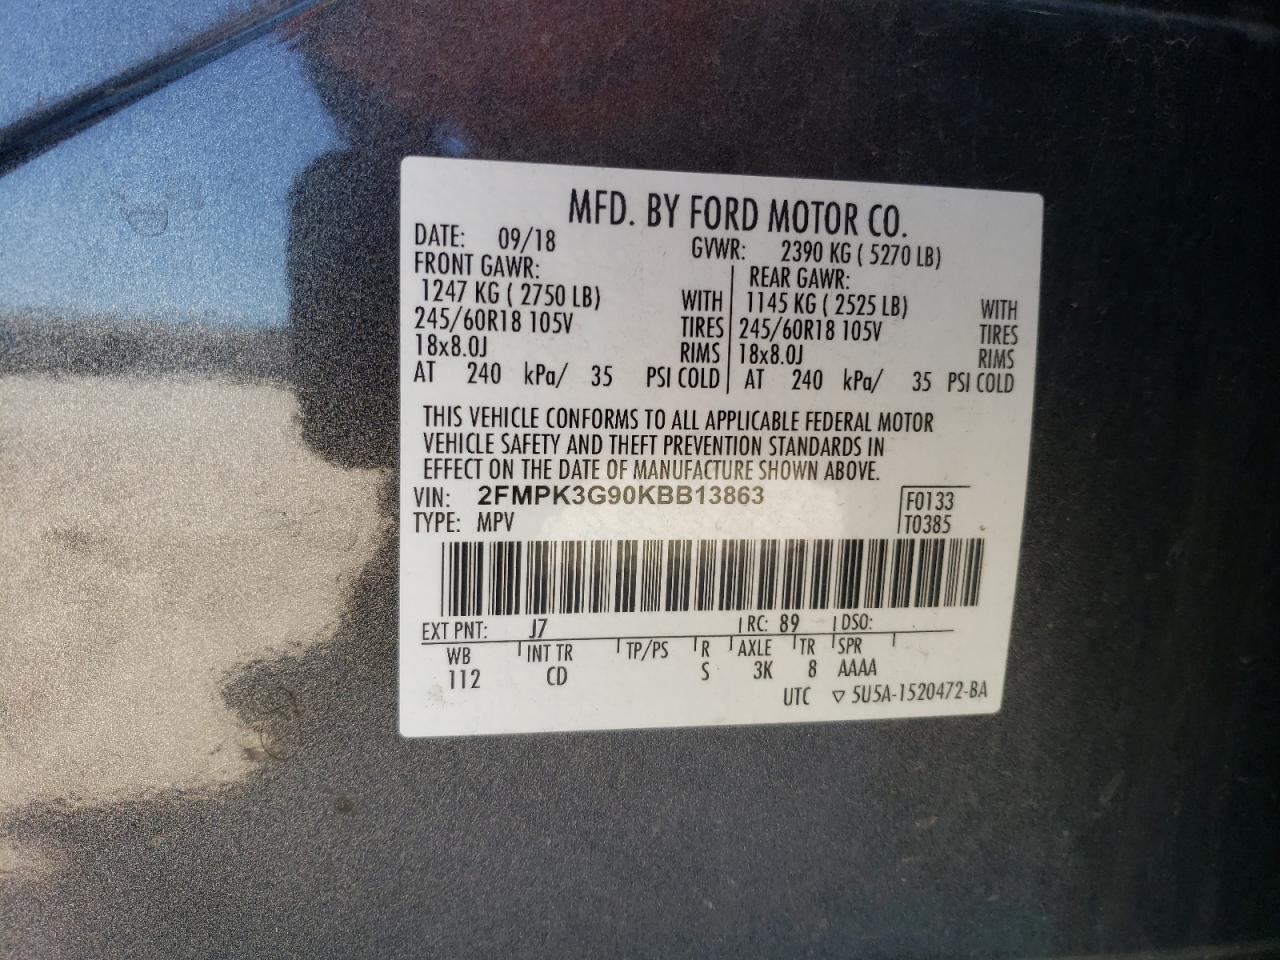 MFD. BY FORD MOTOR CO.
DATE: 09/18 GVWR: 2390 KG ( 5270 LB)
FRONT GAWR: REAR GAWR:
1247 KG ( 2750 LB) WITH 1145 KG ( 2525 LB) WITH
245/60R18 105V TIRES 245/60R18 105V TIRES
18x8.0J RIMS 18x8.0J RIMS
AT 240 kPa/ 35 PSI COLD AT 240 kPa/ 35 PSI COLD
THIS VEHICLE CONFORMS TO ALL APPLICABLE FEDERAL MOTOR
VEHICLE SAFETY AND THEFT PREVENTION STANDARDS IN
EFFECT ON THE DATE OF MANUFACTURE SHOWN ABOVE.
VIN: 2FMPK3G90KBB13863 F0133
TYPE: MPV T0385
EXT PNT: J7 RC: 89 DSO:
WB INT TR TP/PS R AXLE TR SPR
112 CD S 3K 8 AAAA
UTC ▽ 5U5A-1520472-BA